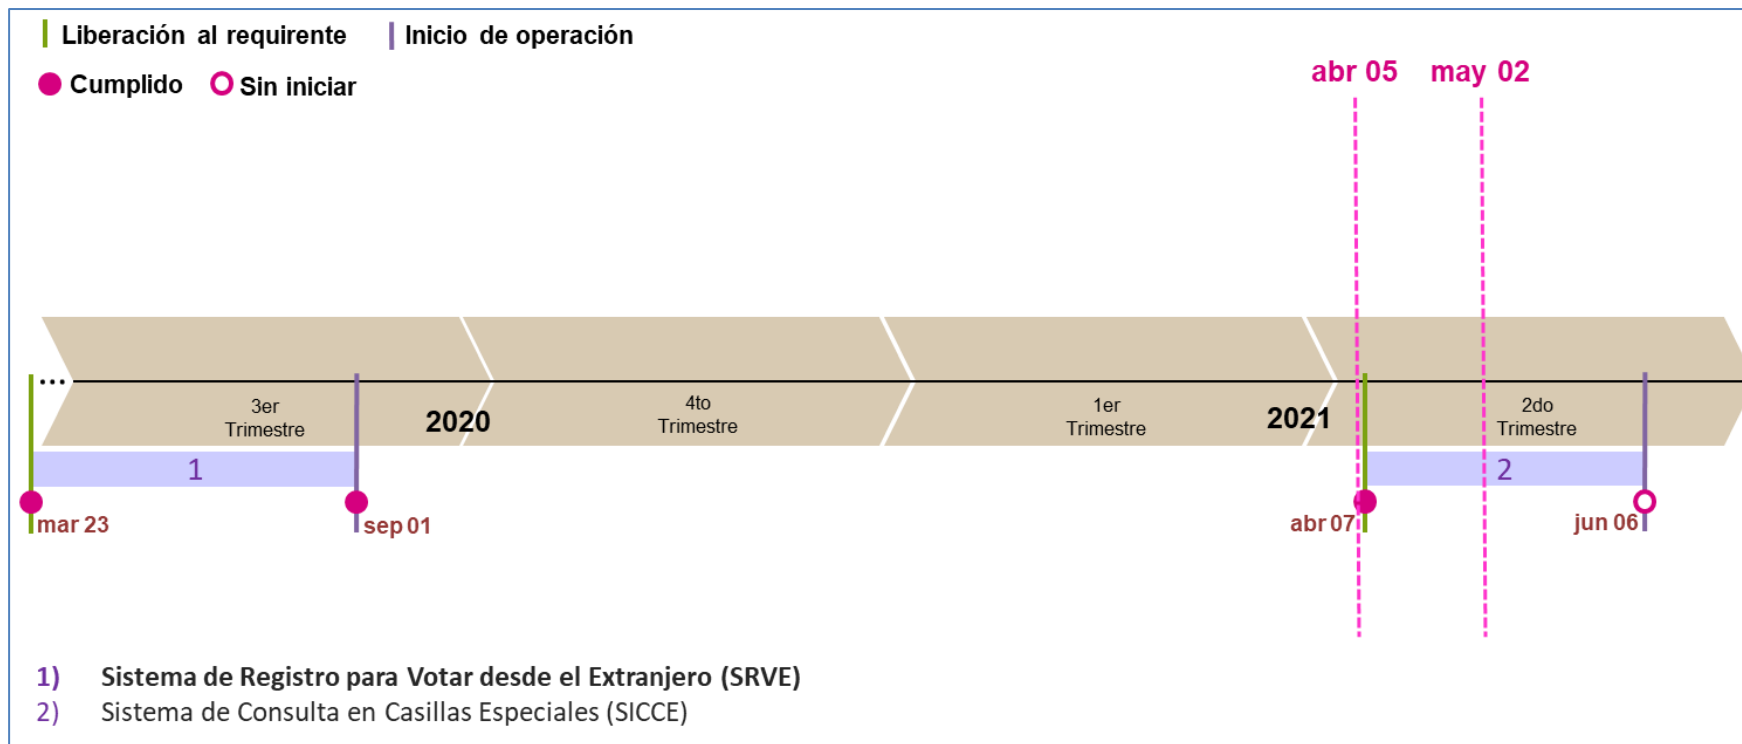 Liberación al requirente Inicio de operación
Cumplido Sin iniciar
abr 05 may 02
...
3er
Trimestre
2020
4to
Trimestre
1er
Trimestre
2021
2do
Trimestre
1
2
mar 23
sep 01
abr 07
jun 06
1) Sistema de Registro para Votar desde el Extranjero (SRVE)
2) Sistema de Consulta en Casillas Especiales (SICCE)